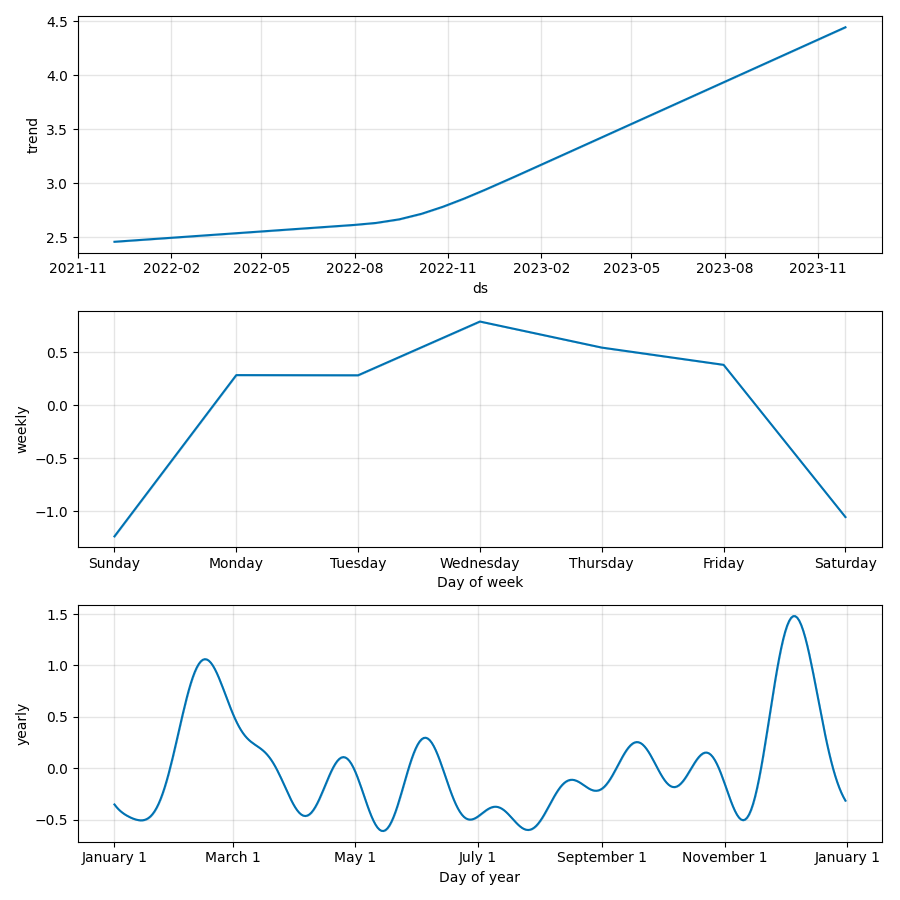 4.5
4.0
3.5
3.0
2.5
trend
2021-11 2022-02 2022-05 2022-08 2022-11 2023-02 2023-05 2023-08 2023-11
ds
0.5
0.0
−0.5
−1.0
weekly
Sunday Monday Tuesday Wednesday Thursday Friday Saturday
Day of week
1.5
1.0
0.5
0.0
−0.5
yearly
January 1 March 1 May 1 July 1 September 1 November 1 January 1
Day of year